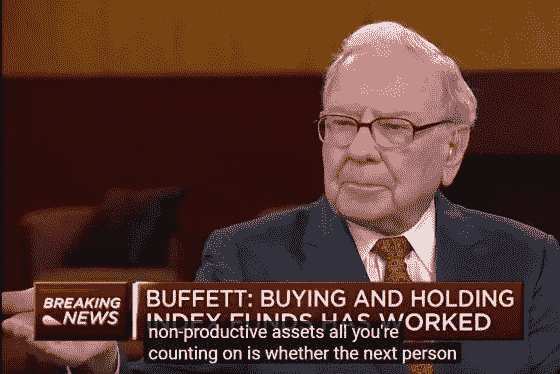 BREAKING
NEWS
BUFFETT: BUYING AND HOLDING
INDEX FUNDS HAS WORKED
non-productive assets all you're
counting on is whether the next person